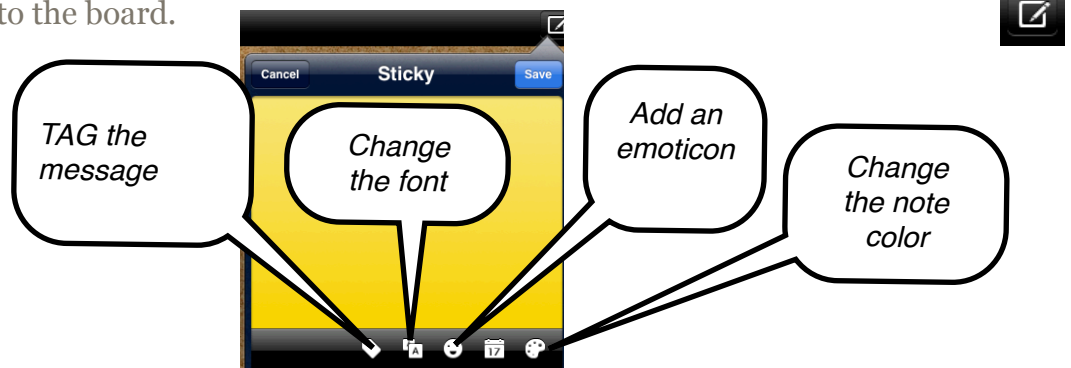 to the board.
Cancel Sticky Save
TAG the
message
Change
the font
Add an
emoticon
Change
the note
color
A
17